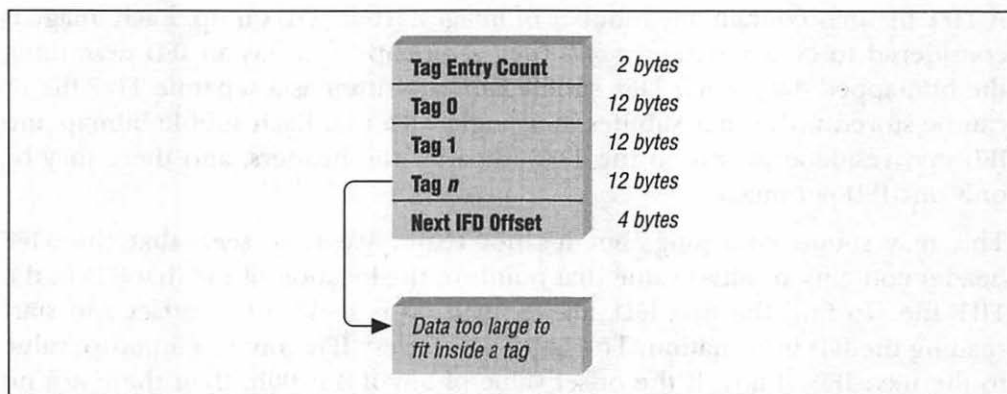 Tag Entry Count 2 bytes
Tag 0 12 bytes
Tag 1 12 bytes
Tag n 12 bytes
Next IFD Offset 4 bytes
Data too large to
fit inside a tag